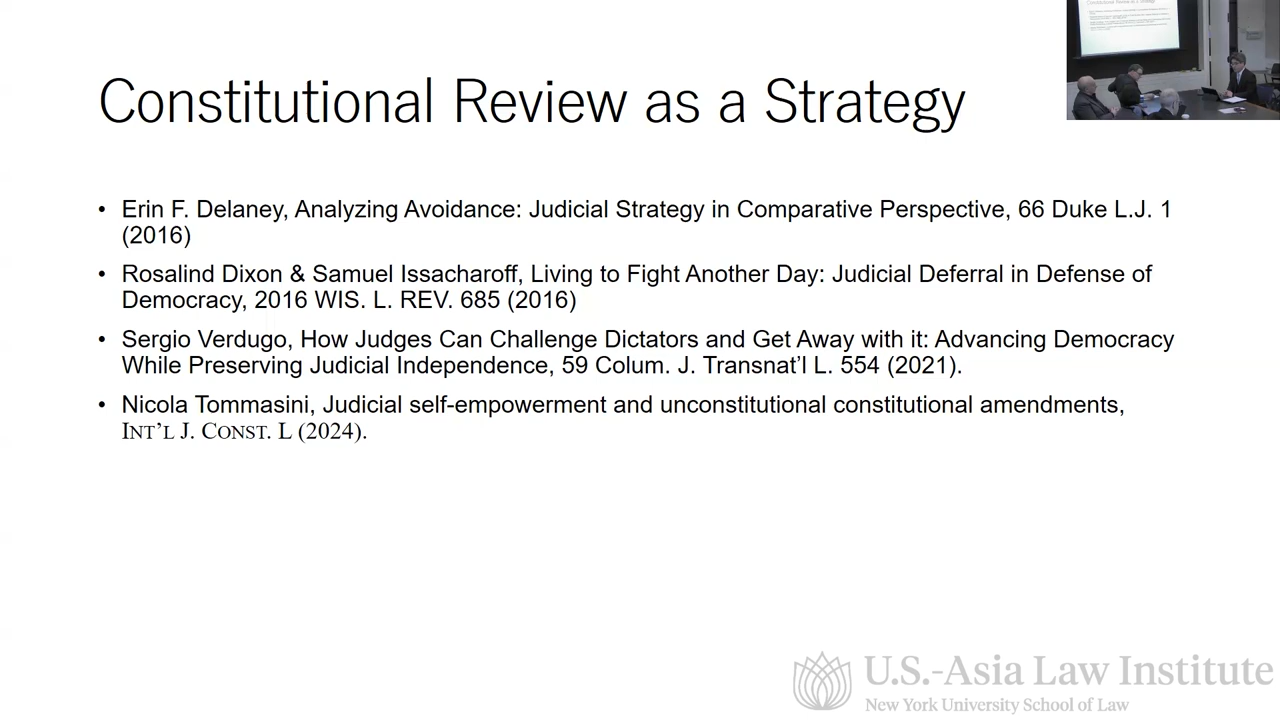 Constitutional Review as a Strategy
• Erin F. Delaney, Analyzing Avoidance: Judicial Strategy in Comparative Perspective, 66 Duke L.J. 1
(2016)
• Rosalind Dixon & Samuel Issacharoff, Living to Fight Another Day: Judicial Deferral in Defense of
Democracy, 2016 WIS. L. REV. 685 (2016)
• Sergio Verdugo, How Judges Can Challenge Dictators and Get Away with it: Advancing Democracy
While Preserving Judicial Independence, 59 Colum. J. Transnat’l L. 554 (2021).
• Nicola Tommasini, Judicial self-empowerment and unconstitutional constitutional amendments,
INT’L J. CONST. L (2024).
U.S.-Asia Law Institute
New York University School of Law
Constitutional Review as a Strategy